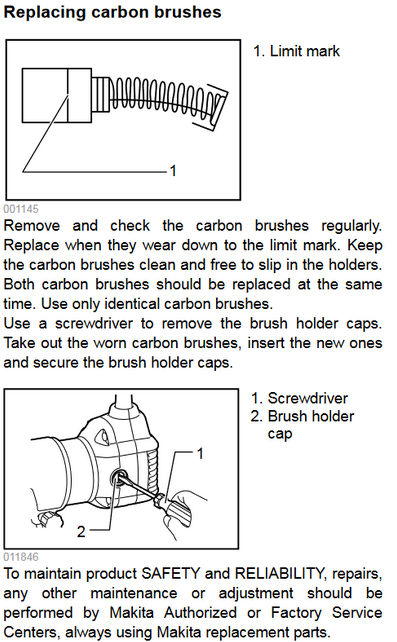 Replacing carbon brushes
1. Limit mark
1
001145
Remove and check the carbon brushes regularly.
Replace when they wear down to the limit mark. Keep
the carbon brushes clean and free to slip in the holders.
Both carbon brushes should be replaced at the same
time. Use only identical carbon brushes.
Use a screwdriver to remove the brush holder caps.
Take out the worn carbon brushes, insert the new ones
and secure the brush holder caps.
1. Screwdriver
2. Brush holder
cap
1
2
011846
To maintain product SAFETY and RELIABILITY, repairs,
any other maintenance or adjustment should be
performed by Makita Authorized or Factory Service
Centers, always using Makita replacement parts.